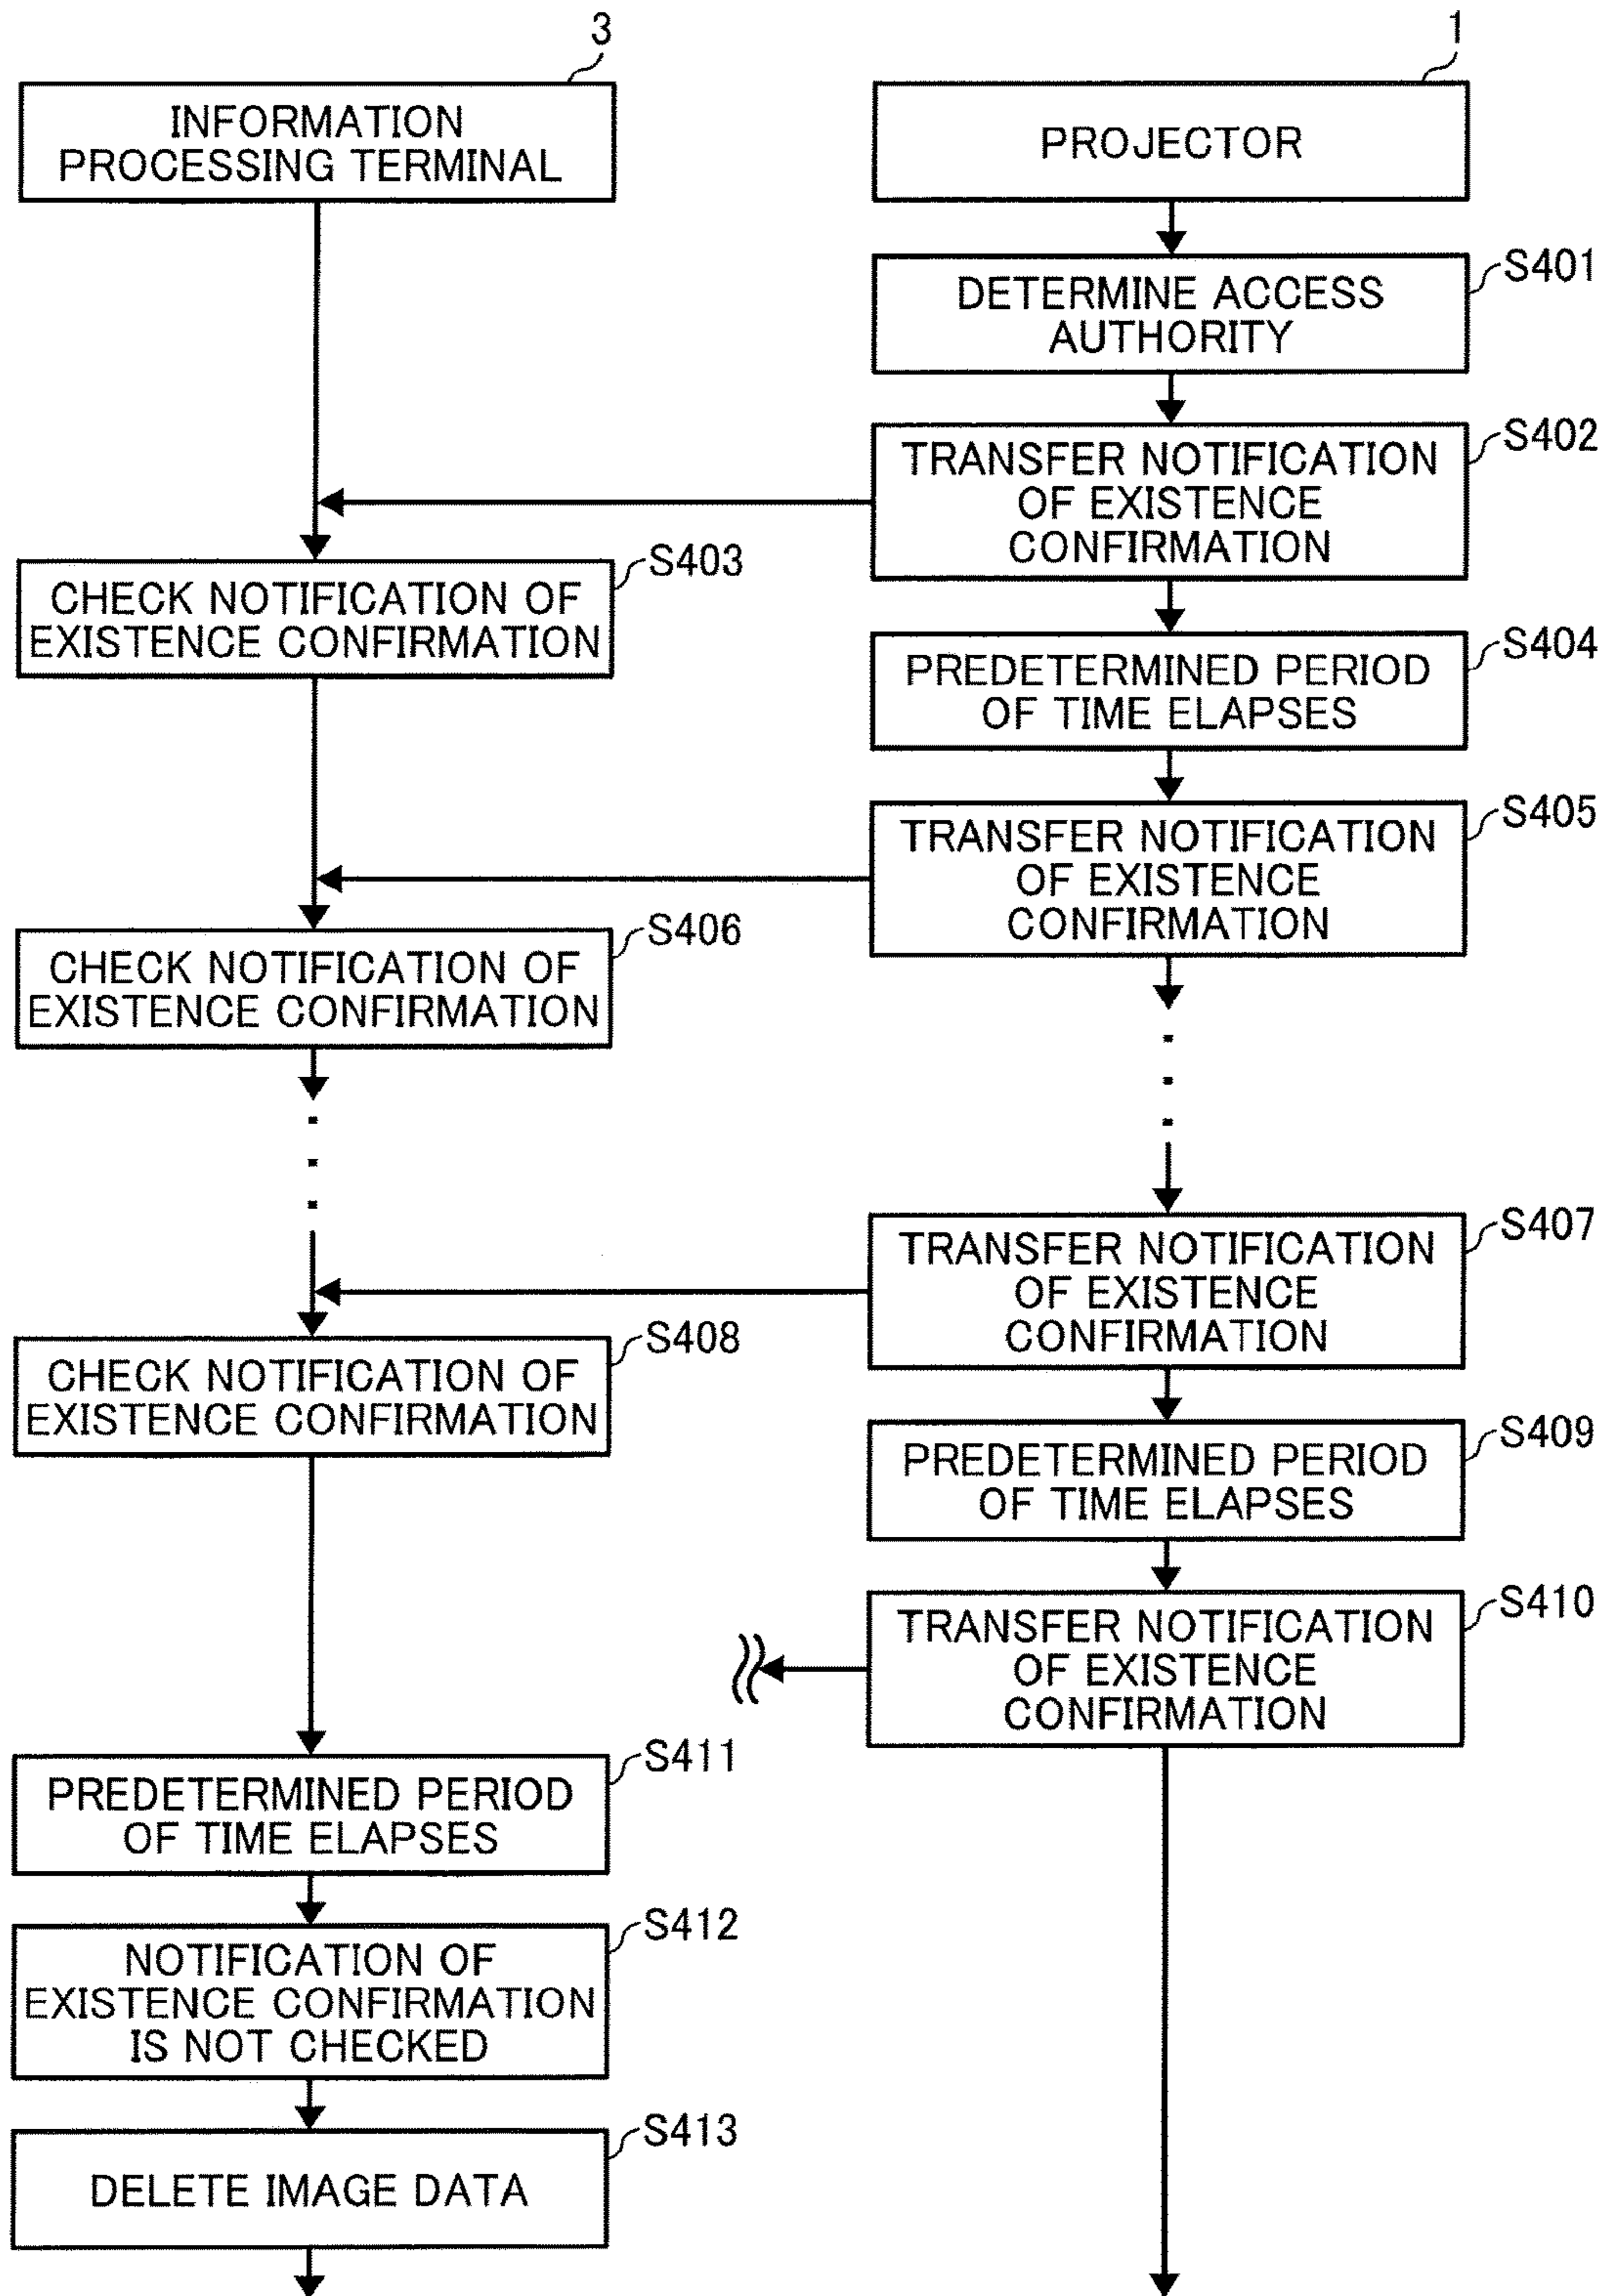 3
INFORMATION
PROCESSING TERMINAL
1
PROJECTOR
S401
DETERMINE ACCESS
AUTHORITY
S402
TRANSFER NOTIFICATION
OF EXISTENCE
CONFIRMATION
S403
CHECK NOTIFICATION OF
EXISTENCE CONFIRMATION
S404
PREDETERMINED PERIOD
OF TIME ELAPSES
S405
TRANSFER NOTIFICATION
OF EXISTENCE
CONFIRMATION
S406
CHECK NOTIFICATION OF
EXISTENCE CONFIRMATION
S407
TRANSFER NOTIFICATION
OF EXISTENCE
CONFIRMATION
S408
CHECK NOTIFICATION OF
EXISTENCE CONFIRMATION
S409
PREDETERMINED PERIOD
OF TIME ELAPSES
S410
TRANSFER NOTIFICATION
OF EXISTENCE
CONFIRMATION
S411
PREDETERMINED PERIOD
OF TIME ELAPSES
S412
NOTIFICATION OF
EXISTENCE CONFIRMATION
IS NOT CHECKED
S413
DELETE IMAGE DATA